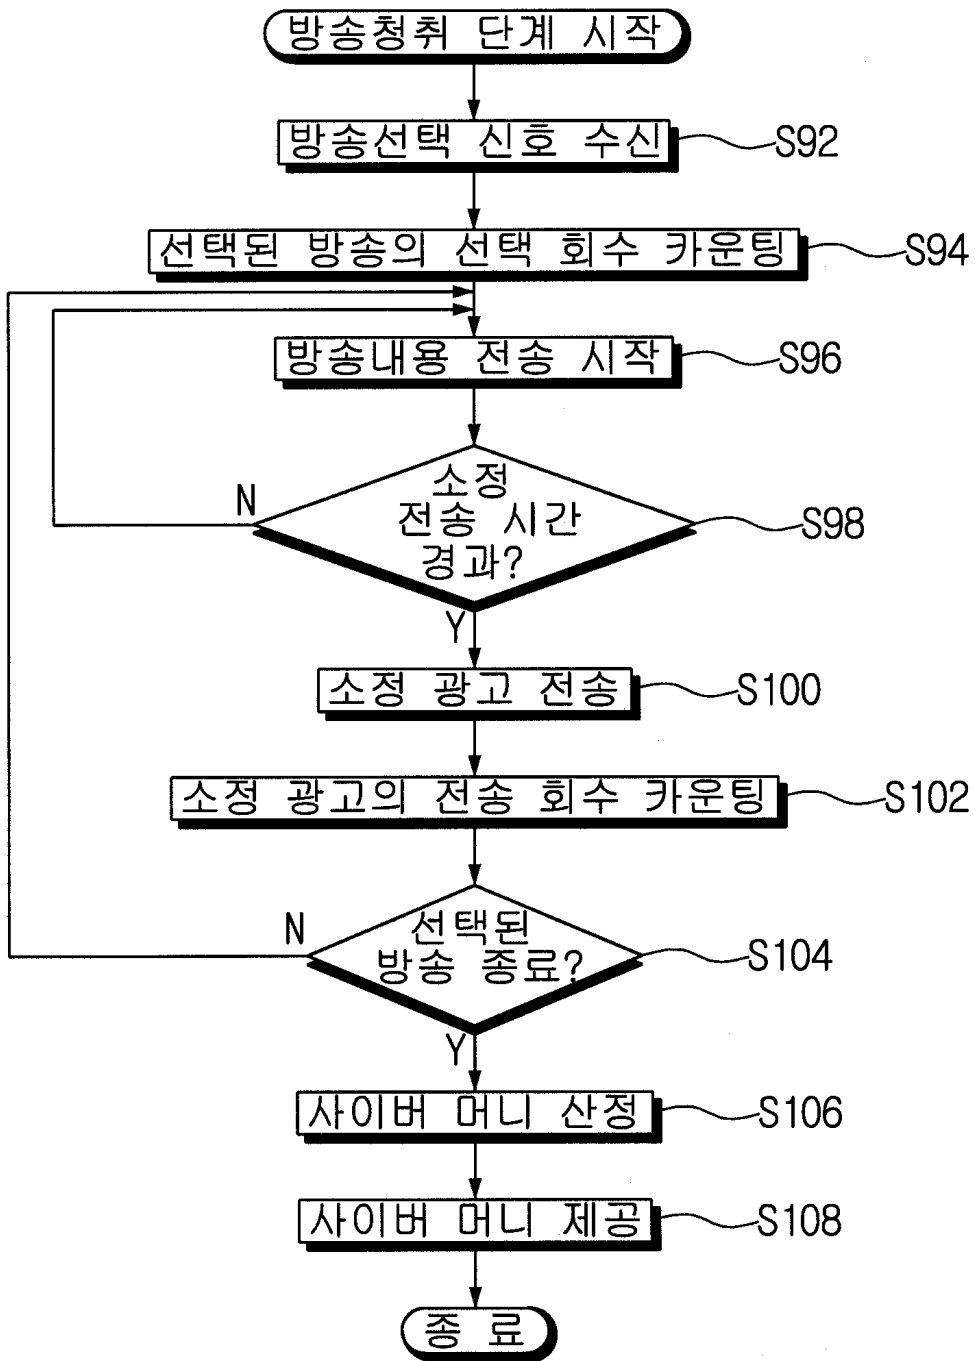 방송청취 단계 시작
방송선택 신호 수신
S92
선택된 방송의 선택 회수 카운팅
S94
방송내용 전송 시작
S96
소정
전송 시간
경과?
N
S98
Y
소정 광고 전송
S100
소정 광고의 전송 회수 카운팅
S102
선택된
방송 종료?
N
S104
Y
사이버 머니 산정
S106
사이버 머니 제공
S108
종 료